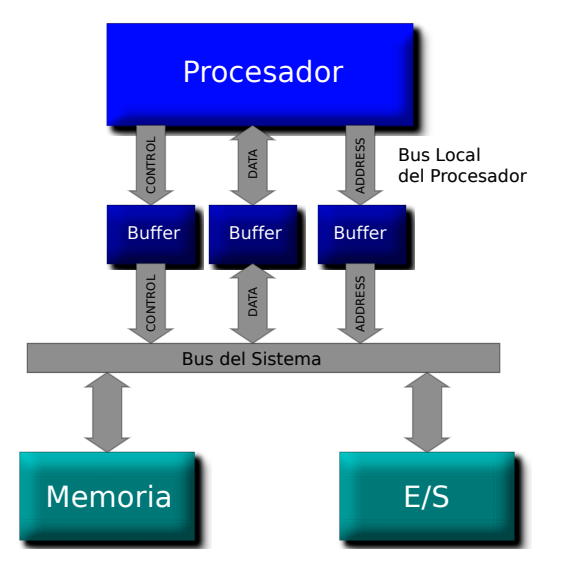 Procesador
CONTROL
DATA
ADDRESS
Bus Local
del Procesador
Buffer
Buffer
Buffer
CONTROL
DATA
ADDRESS
Bus del Sistema
Memoria
E/S